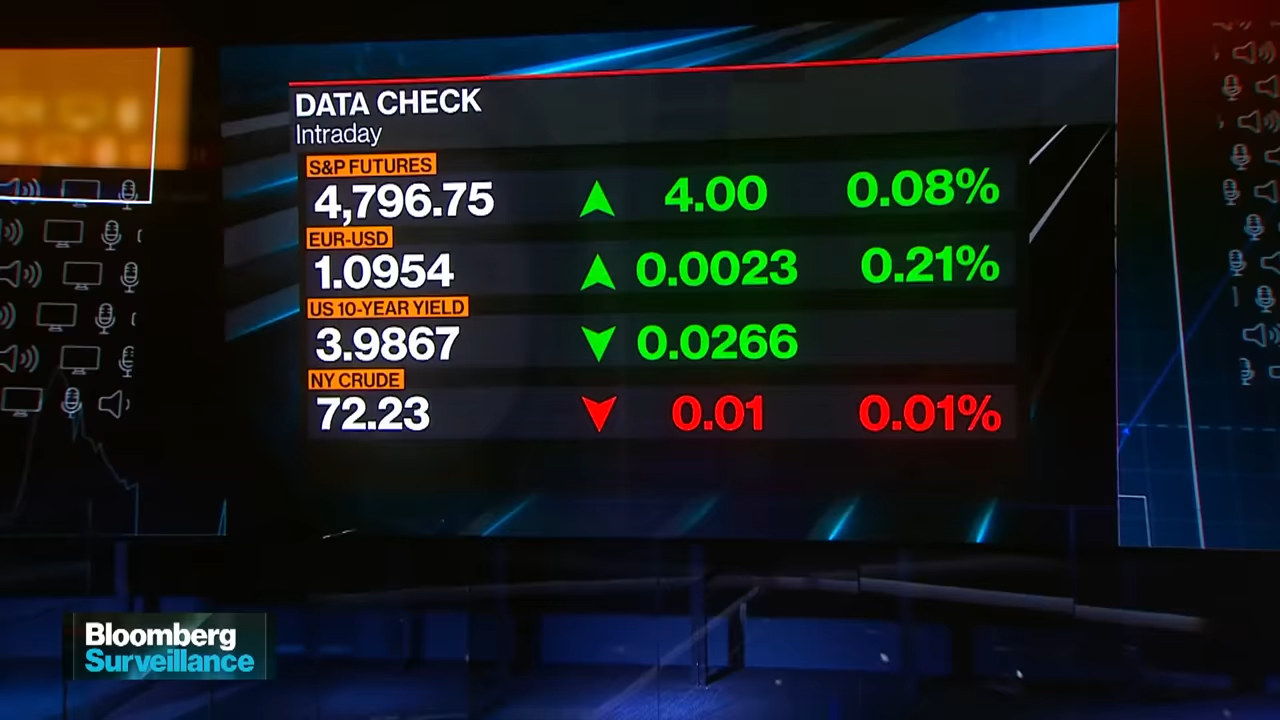 DATA CHECK
Intraday
S&P FUTURES
4,796.75 ▲ 4.00 0.08%
EUR-USD
1.0954 ▲ 0.0023 0.21%
US 10-YEAR YIELD
3.9867 ▼ 0.0266
NY CRUDE
72.23 ▼ 0.01 0.01%
Bloomberg
Surveillance